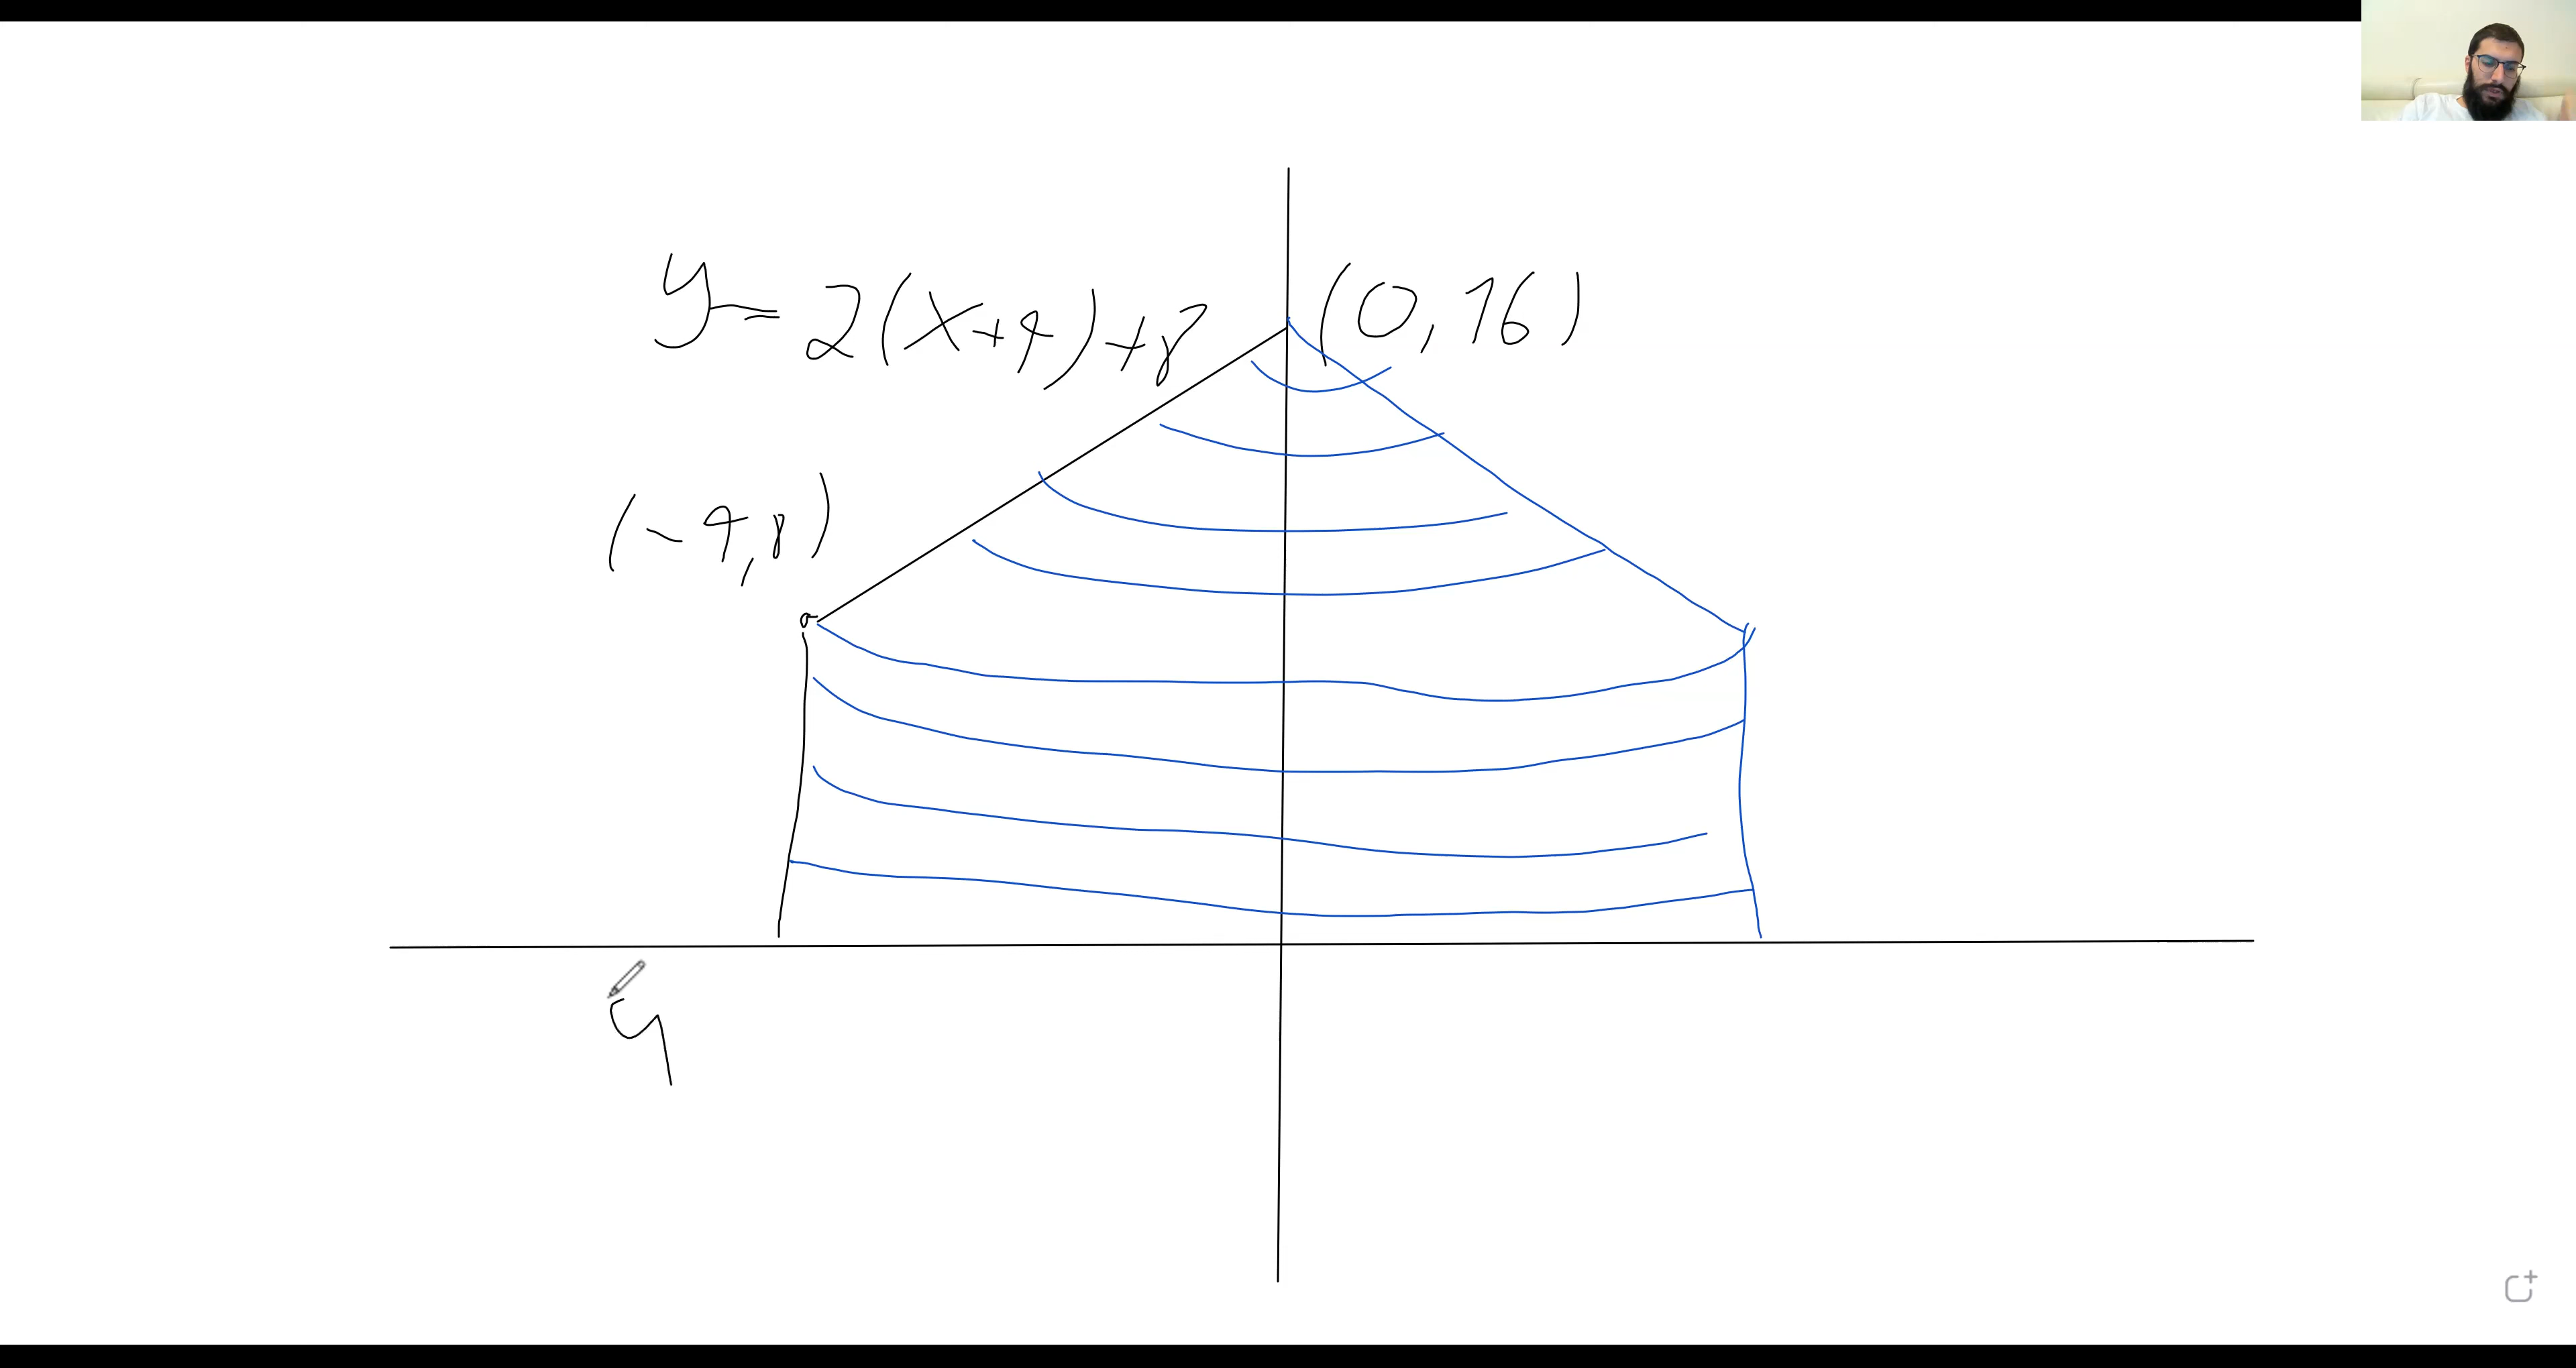 y = 2(x+4)+8
(0,16)
(-4,8)
4